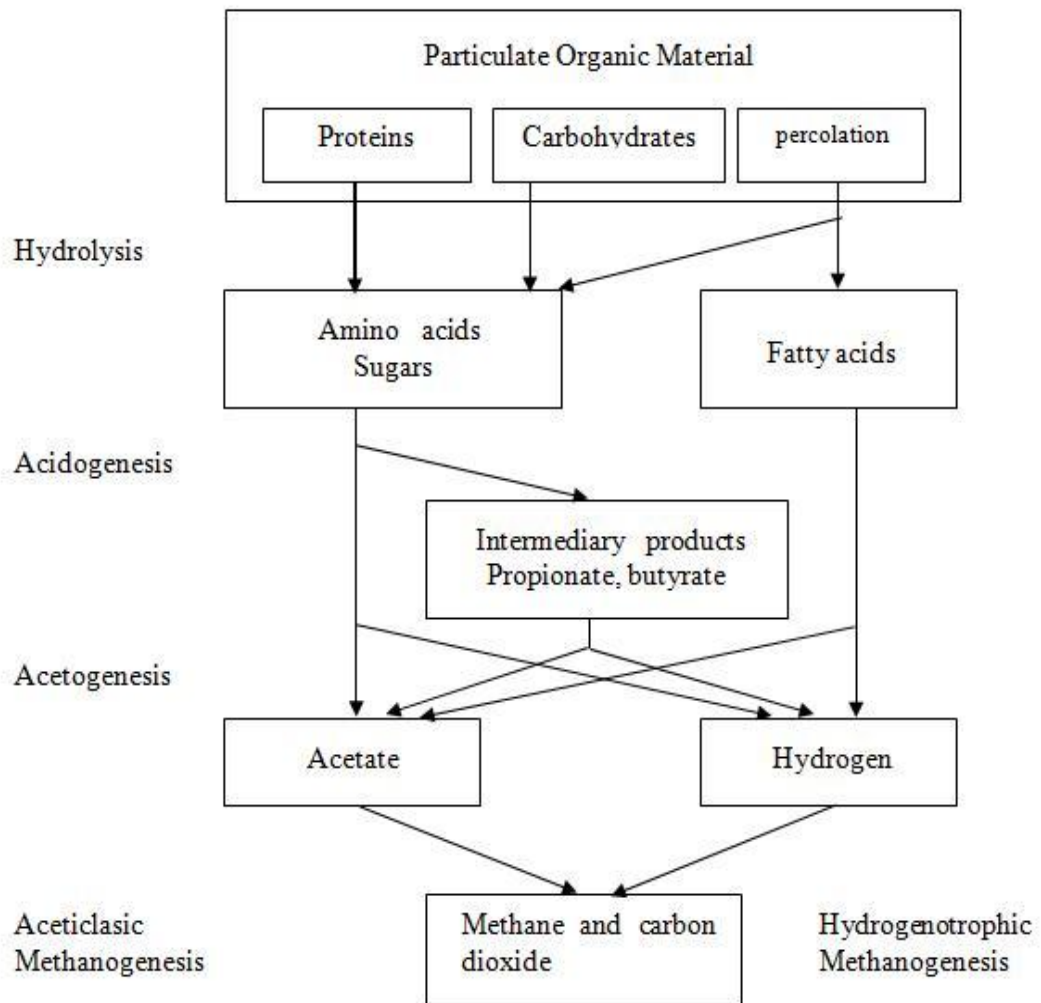 Particulate Organic Material
Proteins
Carbohydrates
percolation
Hydrolysis
Amino acids
Sugars
Fatty acids
Acidogenesis
Intermediary products
Propionate, butyrate
Acetogenesis
Acetate
Hydrogen
Aceticlasic
Methanogenesis
Methane and carbon
dioxide
Hydrogenotrophic
Methanogenesis